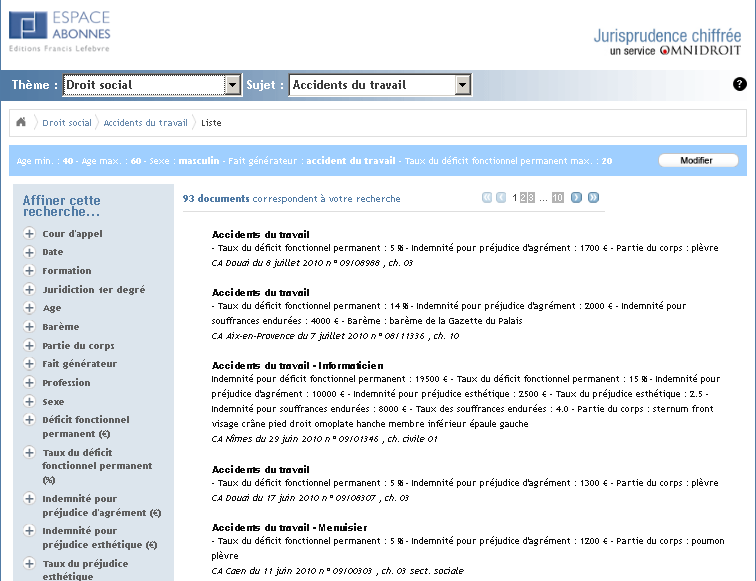 ESPACE
ABONNES
Editions Francis Lefebvre
Jurisprudence chiffrée
un service OMNIDROIT
Thème : Droit social Sujet : Accidents du travail ?
Droit social Accidents du travail Liste
Age min. : 40 - Age max. : 60 - Sexe : masculin - Fait générateur : accident du travail - Taux du déficit fonctionnel permanent max. : 20 Modifier
Affiner cette
recherche...
Cour d'appel
Date
Formation
Juridiction 1er degré
Age
Barème
Partie du corps
Fait générateur
Profession
Sexe
Déficit fonctionnel
permanent (€)
Taux du déficit
fonctionnel permanent
(%)
Indemnité pour
préjudice d'agrément (€)
Indemnité pour
préjudice esthétique (€)
Taux du préjudice
esthétique
93 documents correspondent à votre recherche 1 2 3 ... 10
Accidents du travail
- Taux du déficit fonctionnel permanent : 5 % - Indemnité pour préjudice d'agrément : 1700 € - Partie du corps : plèvre
CA Douai du 8 juillet 2010 n° 09/08988 , ch. 03
Accidents du travail
- Taux du déficit fonctionnel permanent : 14 % - Indemnité pour préjudice d'agrément : 2000 € - Indemnité pour
souffrances endurées : 4000 € - Barème : barème de la Gazette du Palais
CA Aix-en-Provence du 7 juillet 2010 n° 08/11336 , ch. 10
Accidents du travail - Informaticien
Indemnité pour déficit fonctionnel permanent : 19500 € - Taux du déficit fonctionnel permanent : 15 % - Indemnité pour
préjudice d'agrément : 10000 € - Indemnité pour préjudice esthétique : 2500 € - Taux du préjudice esthétique : 2.5 -
Indemnité pour souffrances endurées : 8000 € - Taux des souffrances endurées : 4.0 - Partie du corps : sternum front
visage crâne pied droit omoplate hanche membre inférieur épaule gauche
CA Nîmes du 29 juin 2010 n° 09/01346 , ch. civile 01
Accidents du travail
- Taux du déficit fonctionnel permanent : 5 % - Indemnité pour préjudice d'agrément : 1300 € - Partie du corps : plèvre
CA Douai du 17 juin 2010 n° 09/08307 , ch. 03
Accidents du travail - Menuisier
- Taux du déficit fonctionnel permanent : 5 % - Indemnité pour préjudice d'agrément : 1200 € - Partie du corps : poumon
plèvre
CA Caen du 11 juin 2010 n° 09/00303 , ch. 03 sect. sociale